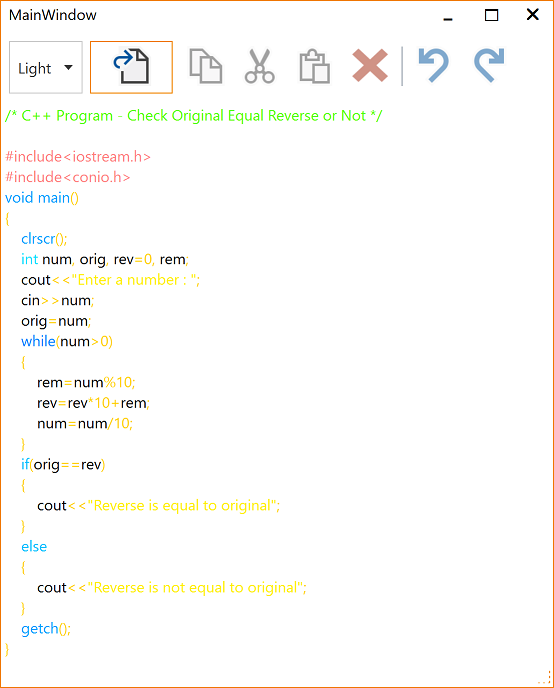 MainWindow
Light
/* C++ Program - Check Original Equal Reverse or Not */
#include<iostream.h>
#include<conio.h>
void main()
{
clrscr();
int num, orig, rev=0, rem;
cout<<"Enter a number : ";
cin>>num;
orig=num;
while(num>0)
{
rem=num%10;
rev=rev*10+rem;
num=num/10;
}
if(orig==rev)
{
cout<<"Reverse is equal to original";
}
else
{
cout<<"Reverse is not equal to original";
}
getch();
}